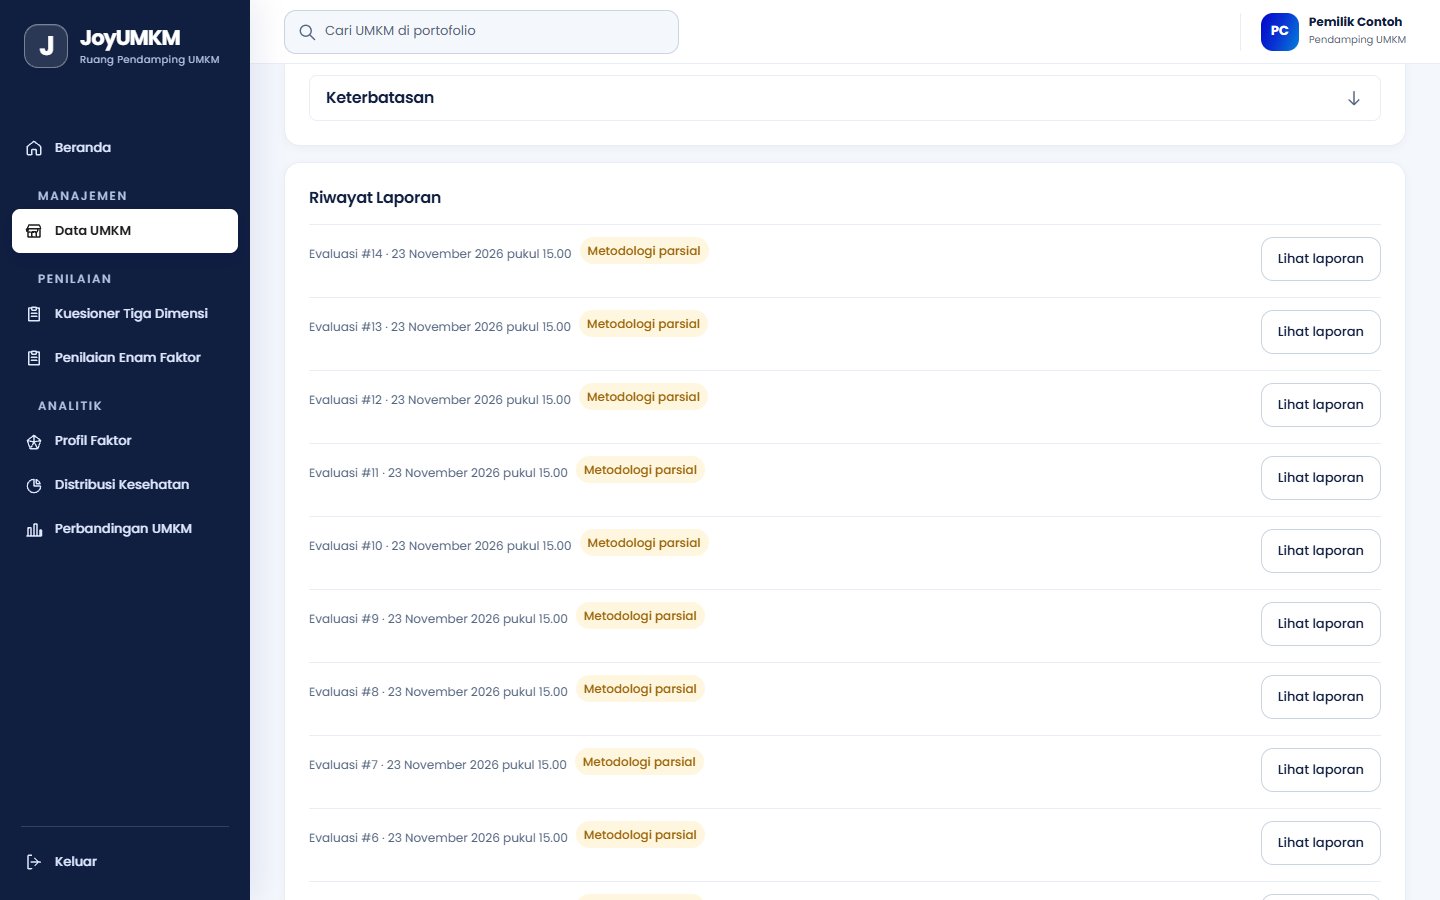 J
JoyUMKM
Ruang Pendamping UMKM
Beranda
MANAJEMEN
Data UMKM
PENILAIAN
Kuesioner Tiga Dimensi
Penilaian Enam Faktor
ANALITIK
Profil Faktor
Distribusi Kesehatan
Perbandingan UMKM
Keluar
Cari UMKM di portofolio
PC
Pemilik Contoh
Pendamping UMKM
Keterbatasan
Riwayat Laporan
Evaluasi #14 · 23 November 2026 pukul 15.00 Metodologi parsial Lihat laporan
Evaluasi #13 · 23 November 2026 pukul 15.00 Metodologi parsial Lihat laporan
Evaluasi #12 · 23 November 2026 pukul 15.00 Metodologi parsial Lihat laporan
Evaluasi #11 · 23 November 2026 pukul 15.00 Metodologi parsial Lihat laporan
Evaluasi #10 · 23 November 2026 pukul 15.00 Metodologi parsial Lihat laporan
Evaluasi #9 · 23 November 2026 pukul 15.00 Metodologi parsial Lihat laporan
Evaluasi #8 · 23 November 2026 pukul 15.00 Metodologi parsial Lihat laporan
Evaluasi #7 · 23 November 2026 pukul 15.00 Metodologi parsial Lihat laporan
Evaluasi #6 · 23 November 2026 pukul 15.00 Metodologi parsial Lihat laporan